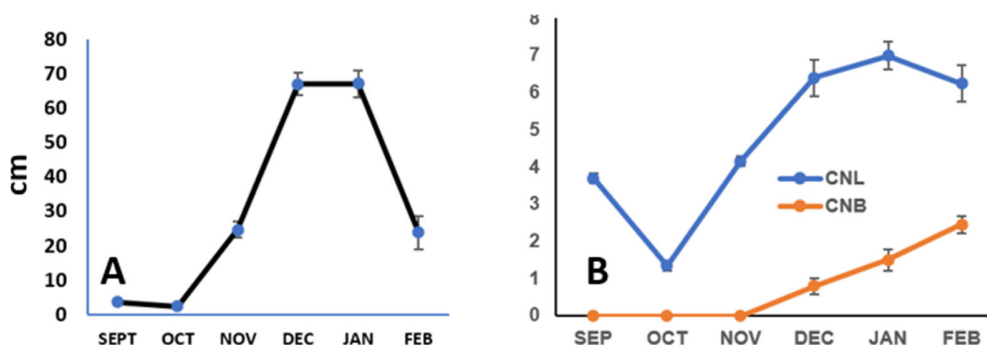 80
70
60
50
40
30
20
10
0
cm
A
SEPT OCT NOV DEC JAN FEB
8
7
6
5
4
3
2
1
0
CNL
CNB
B
SEP OCT NOV DEC JAN FEB